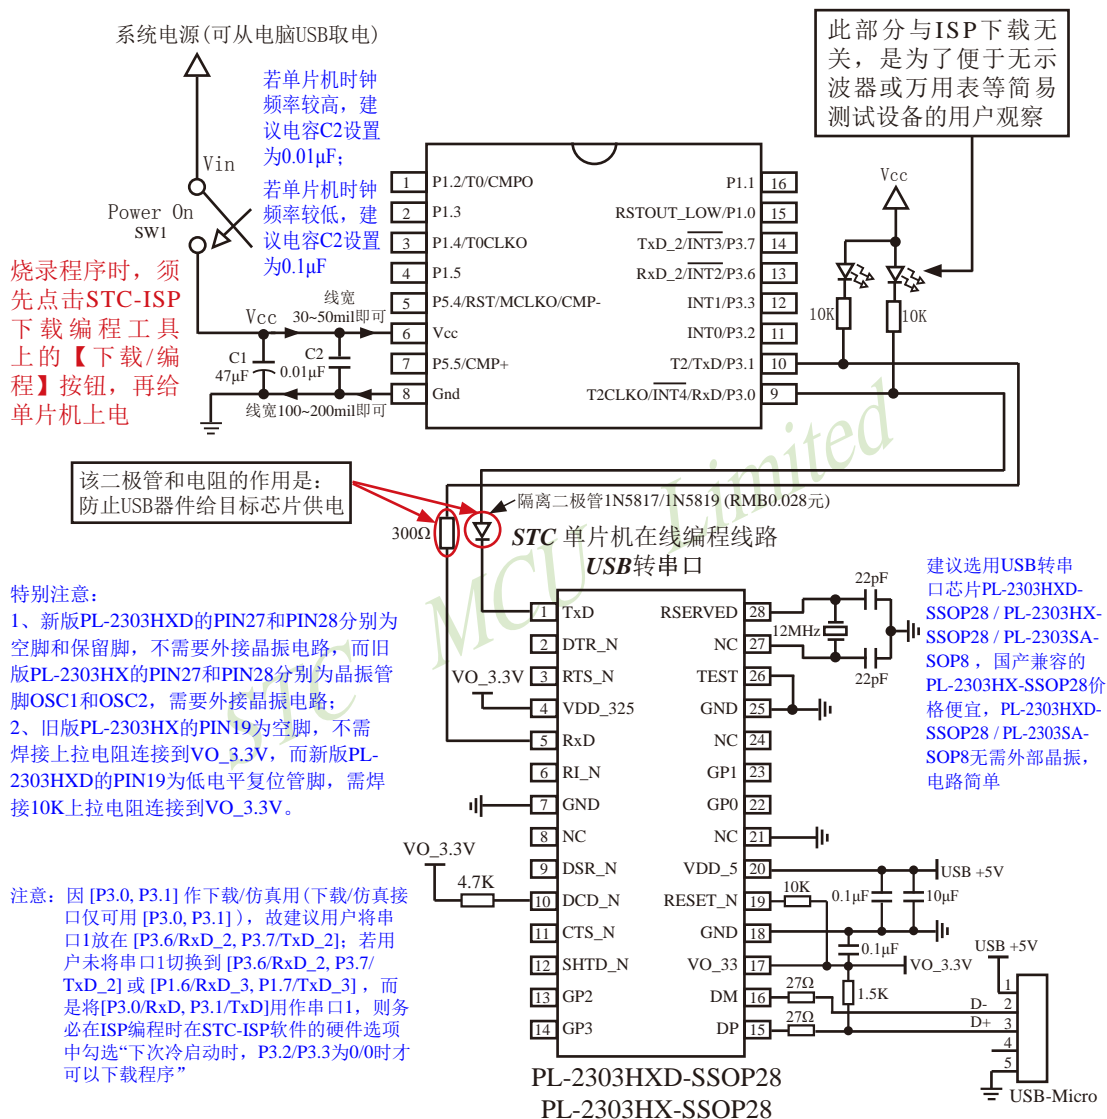 系统电源(可从电脑USB取电)
此部分与ISP下载无
关，是为了便于无示
波器或万用表等简易
测试设备的用户观察
若单片机时钟
频率较高，建
议电容C2设置
为0.01μF；
若单片机时钟
频率较低，建
议电容C2设置
为0.1μF
Vin
Power On
SW1
烧录程序时，须
先点击STC-ISP
下载编程工具
上的【下载/编
程】按钮，再给
单片机上电
Vcc
线宽
30~50mil即可
C1
47μF
C2
0.01μF
线宽100~200mil即可
1 P1.2/T0/CMPO
2 P1.3
3 P1.4/T0CLKO
4 P1.5
5 P5.4/RST/MCLKO/CMP-
6 Vcc
7 P5.5/CMP+
8 Gnd
P1.1 16
RSTOUT_LOW/P1.0 15
TxD_2/INT3/P3.7 14
RxD_2/INT2/P3.6 13
INT1/P3.3 12
INT0/P3.2 11
T2/TxD/P3.1 10
T2CLKO/INT4/RxD/P3.0 9
Vcc
10K
10K
该二极管和电阻的作用是：
防止USB器件给目标芯片供电
300Ω
隔离二极管1N5817/1N5819 (RMB0.028元)
STC 单片机在线编程线路
USB转串口
STC MCU Limited
特别注意：
1、新版PL-2303HXD的PIN27和PIN28分别为
空脚和保留脚，不需要外接晶振电路，而旧
版PL-2303HX的PIN27和PIN28分别为晶振管
脚OSC1和OSC2，需要外接晶振电路；
2、旧版PL-2303HX的PIN19为空脚，不需
焊接上拉电阻连接到VO_3.3V，而新版PL-
2303HXD的PIN19为低电平复位管脚，需焊
接10K上拉电阻连接到VO_3.3V。
注意：因 [P3.0, P3.1] 作下载/仿真用(下载/仿真接
口仅可用 [P3.0, P3.1])，故建议用户将串
口1放在 [P3.6/RxD_2, P3.7/TxD_2]；若用
户未将串口1切换到 [P3.6/RxD_2, P3.7/
TxD_2] 或 [P1.6/RxD_3, P1.7/TxD_3]，而
是将[P3.0/RxD, P3.1/TxD]用作串口1，则务
必在ISP编程时在STC-ISP软件的硬件选项
中勾选“下次冷启动时，P3.2/P3.3为0/0时才
可以下载程序”
VO_3.3V
VO_3.3V
4.7K
1 TxD
2 DTR_N
3 RTS_N
4 VDD_325
5 RxD
6 RI_N
7 GND
8 NC
9 DSR_N
10 DCD_N
11 CTS_N
12 SHTD_N
13 GP2
14 GP3
RSERVED 28
NC 27
TEST 26
GND 25
NC 24
GP1 23
GP0 22
NC 21
VDD_5 20
RESET_N 19
GND 18
VO_33 17
DM 16
DP 15
22pF
12MHz
22pF
建议选用USB转串
口芯片PL-2303HXD-
SSOP28 / PL-2303HX-
SSOP28 / PL-2303SA-
SOP8，国产兼容的
PL-2303HX-SSOP28价
格便宜，PL-2303HXD-
SSOP28 / PL-2303SA-
SOP8无需外部晶振，
电路简单
USB +5V
10K
0.1μF
10μF
0.1μF
VO_3.3V
USB +5V
27Ω
27Ω
1.5K
D-
D+
1
2
3
4
5
USB-Micro
PL-2303HXD-SSOP28
PL-2303HX-SSOP28